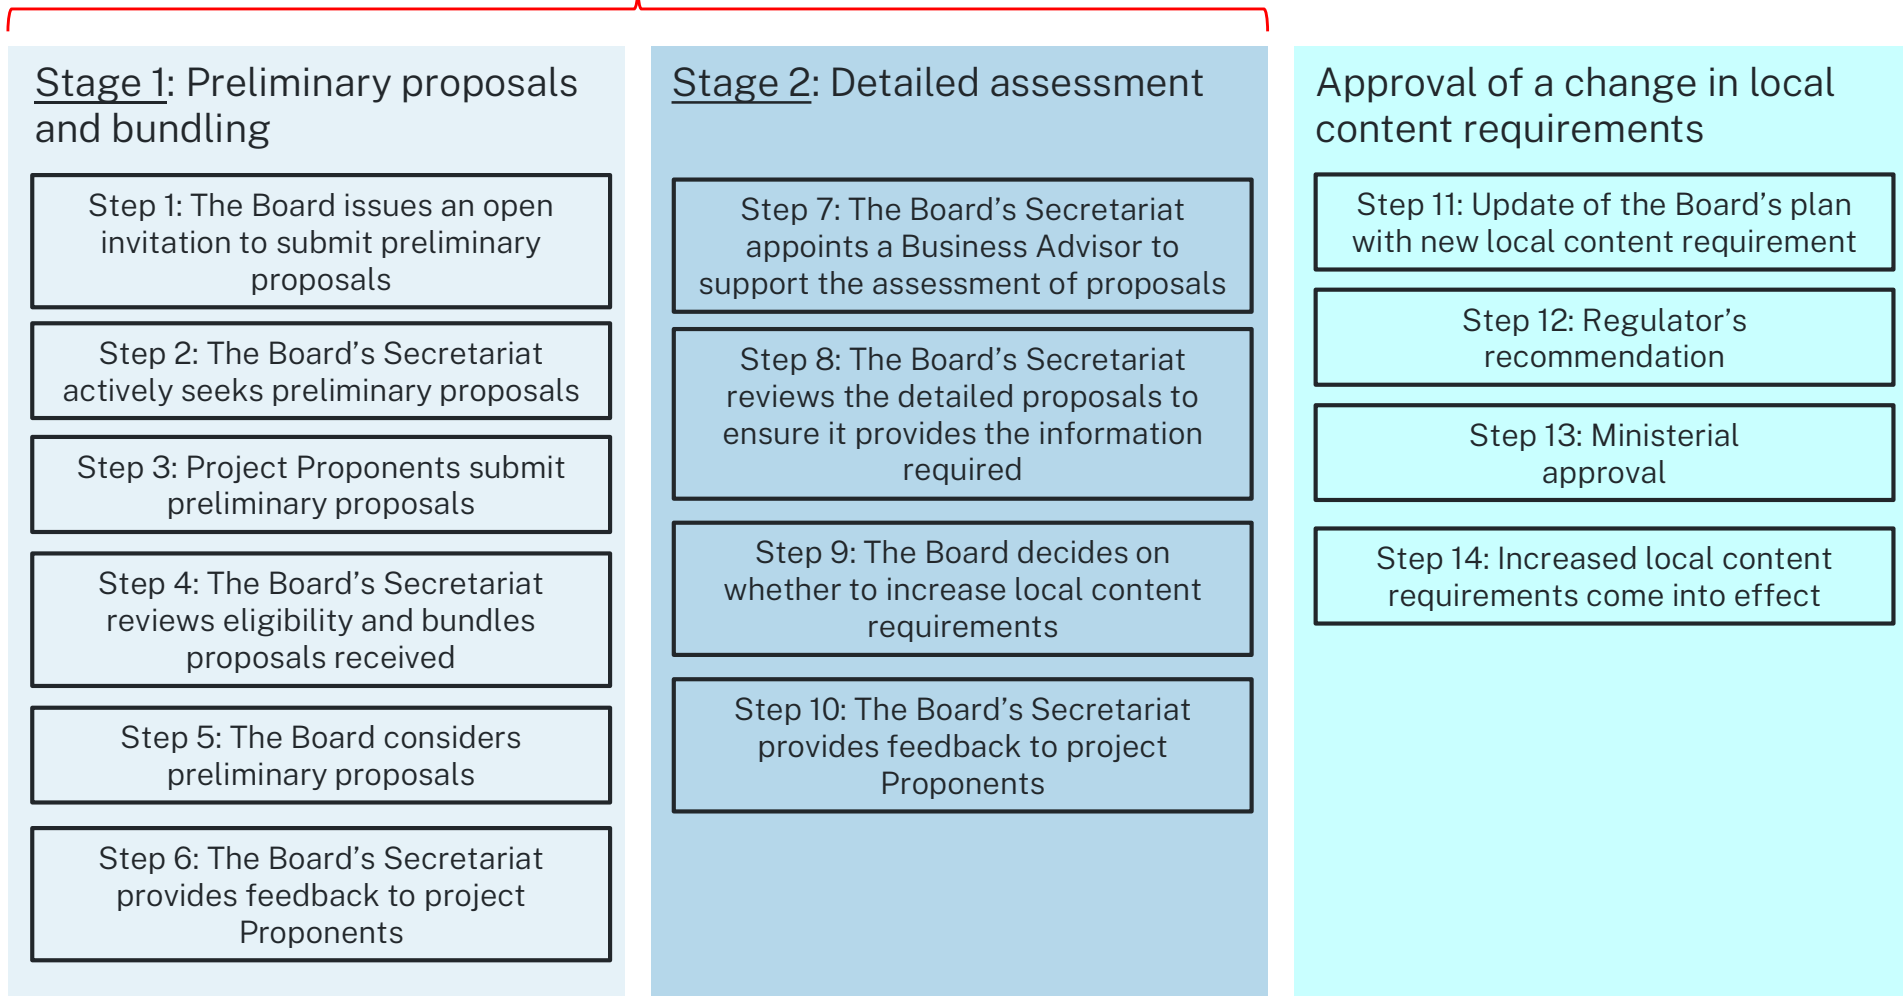 Stage 1: Preliminary proposals
and bundling
Step 1: The Board issues an open
invitation to submit preliminary
proposals
Step 2: The Board’s Secretariat
actively seeks preliminary proposals
Step 3: Project Proponents submit
preliminary proposals
Step 4: The Board’s Secretariat
reviews eligibility and bundles
proposals received
Step 5: The Board considers
preliminary proposals
Step 6: The Board’s Secretariat
provides feedback to project
Proponents
Stage 2: Detailed assessment
Step 7: The Board’s Secretariat
appoints a Business Advisor to
support the assessment of proposals
Step 8: The Board’s Secretariat
reviews the detailed proposals to
ensure it provides the information
required
Step 9: The Board decides on
whether to increase local content
requirements
Step 10: The Board’s Secretariat
provides feedback to project
Proponents
Approval of a change in local
content requirements
Step 11: Update of the Board’s plan
with new local content requirement
Step 12: Regulator’s
recommendation
Step 13: Ministerial
approval
Step 14: Increased local content
requirements come into effect